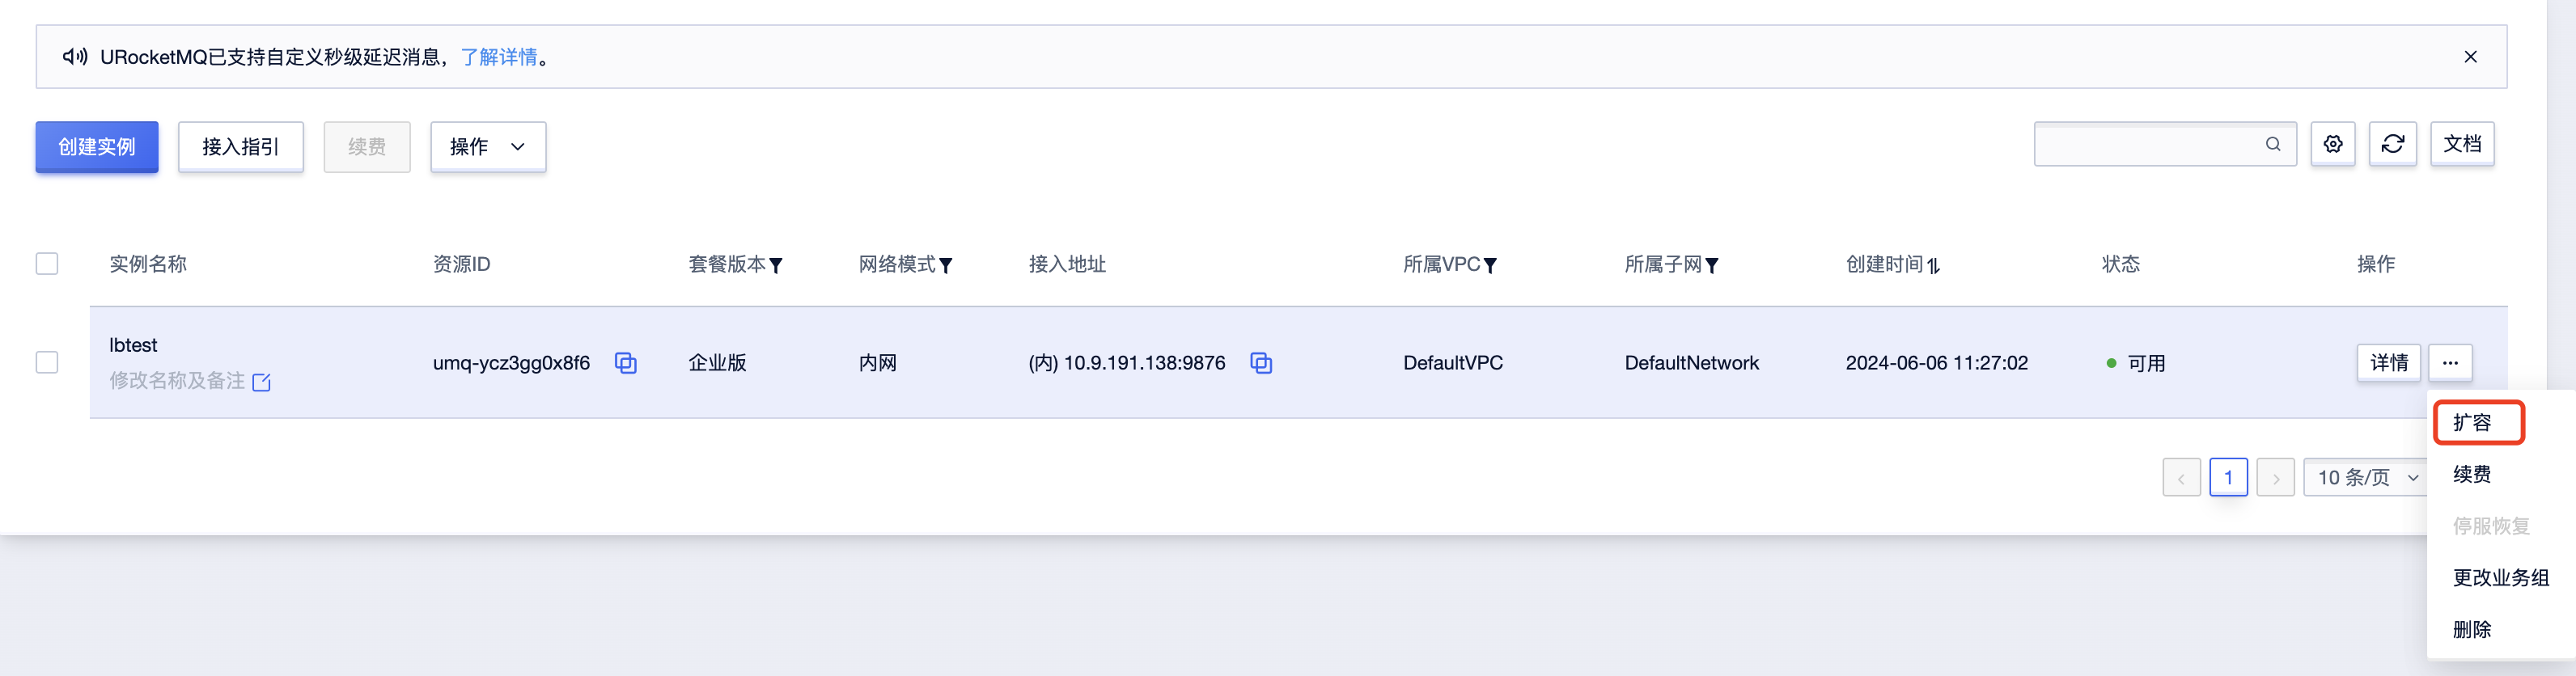 URocketMQ已支持自定义秒级延迟消息，了解详情。
创建实例 接入指引 续费 操作 文档
实例名称 资源ID 套餐版本 网络模式 接入地址 所属VPC 所属子网 创建时间 状态 操作
lbtest
修改名称及备注
umq-ycz3gg0x8f6 企业版 内网 (内) 10.9.191.138:9876 DefaultVPC DefaultNetwork 2024-06-06 11:27:02 可用 详情 ...
扩容
1 10 条/页
续费
停服恢复
更改业务组
删除